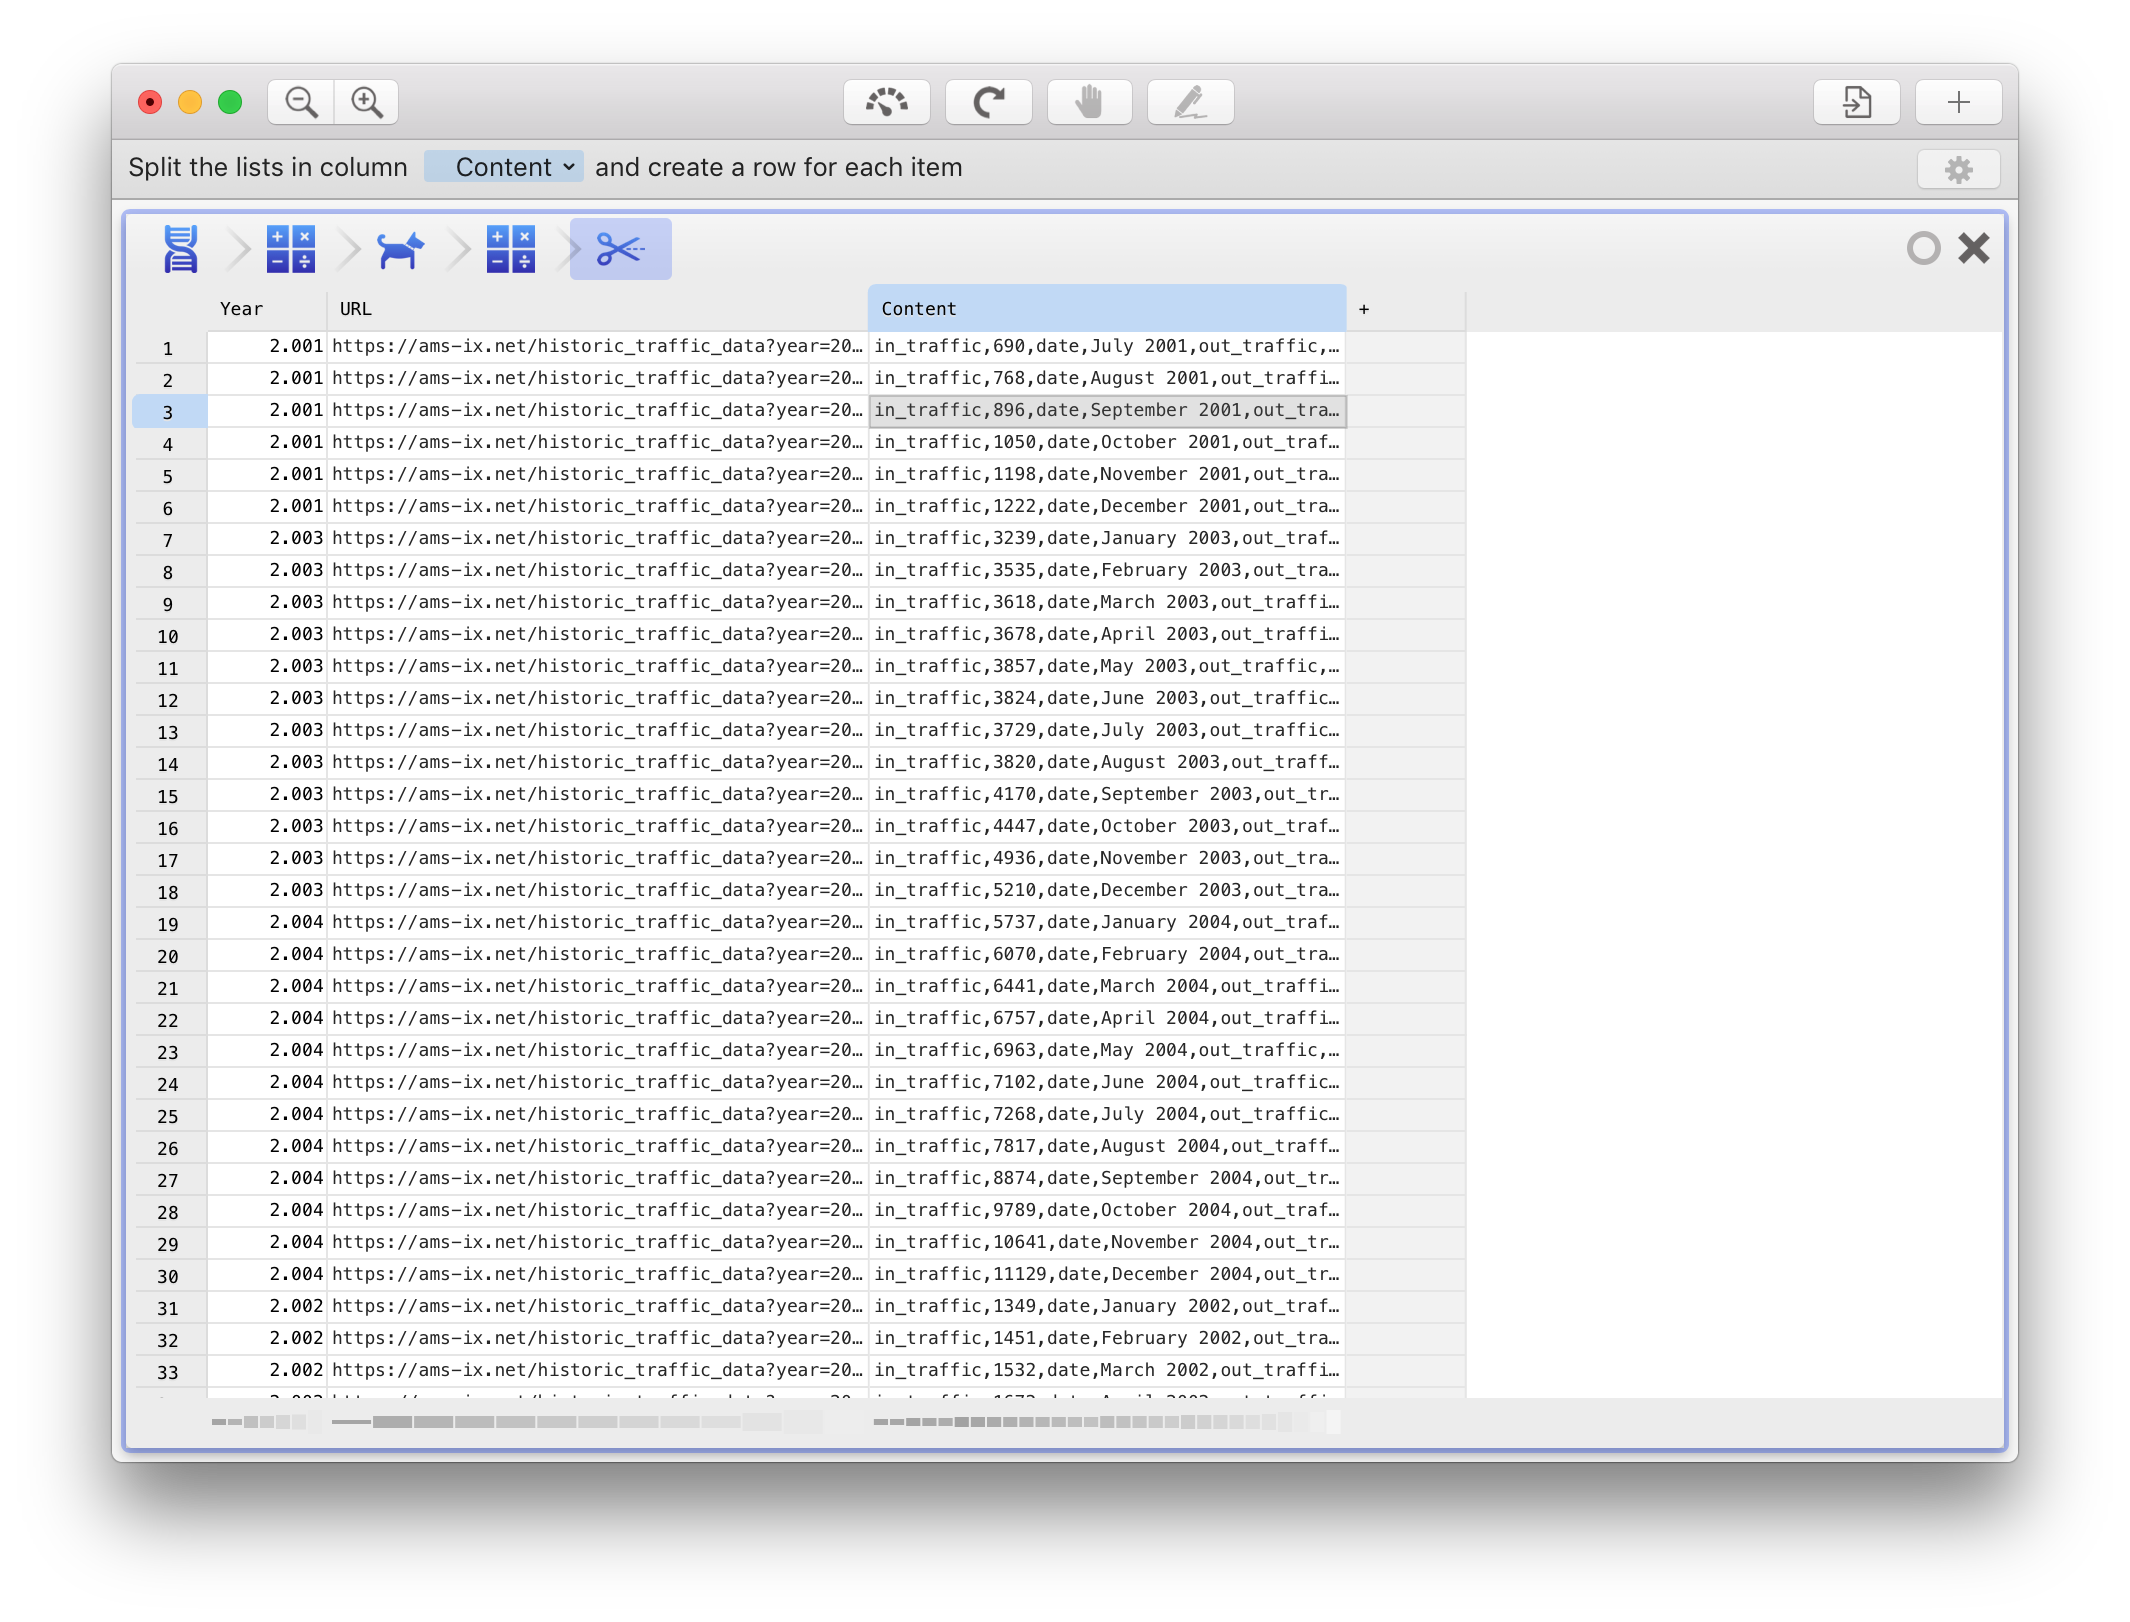 Split the lists in column Content and create a row for each item
Year URL Content +
1 2.001 https://ams-ix.net/historic_traffic_data?year=20… in_traffic,690,date,July 2001,out_traffic,…
2 2.001 https://ams-ix.net/historic_traffic_data?year=20… in_traffic,768,date,August 2001,out_traffi…
3 2.001 https://ams-ix.net/historic_traffic_data?year=20… in_traffic,896,date,September 2001,out_tra…
4 2.001 https://ams-ix.net/historic_traffic_data?year=20… in_traffic,1050,date,October 2001,out_traf…
5 2.001 https://ams-ix.net/historic_traffic_data?year=20… in_traffic,1198,date,November 2001,out_tra…
6 2.001 https://ams-ix.net/historic_traffic_data?year=20… in_traffic,1222,date,December 2001,out_tra…
7 2.003 https://ams-ix.net/historic_traffic_data?year=20… in_traffic,3239,date,January 2003,out_traf…
8 2.003 https://ams-ix.net/historic_traffic_data?year=20… in_traffic,3535,date,February 2003,out_tra…
9 2.003 https://ams-ix.net/historic_traffic_data?year=20… in_traffic,3618,date,March 2003,out_traffi…
10 2.003 https://ams-ix.net/historic_traffic_data?year=20… in_traffic,3678,date,April 2003,out_traffi…
11 2.003 https://ams-ix.net/historic_traffic_data?year=20… in_traffic,3857,date,May 2003,out_traffic,…
12 2.003 https://ams-ix.net/historic_traffic_data?year=20… in_traffic,3824,date,June 2003,out_traffic…
13 2.003 https://ams-ix.net/historic_traffic_data?year=20… in_traffic,3729,date,July 2003,out_traffic…
14 2.003 https://ams-ix.net/historic_traffic_data?year=20… in_traffic,3820,date,August 2003,out_traff…
15 2.003 https://ams-ix.net/historic_traffic_data?year=20… in_traffic,4170,date,September 2003,out_tr…
16 2.003 https://ams-ix.net/historic_traffic_data?year=20… in_traffic,4447,date,October 2003,out_traf…
17 2.003 https://ams-ix.net/historic_traffic_data?year=20… in_traffic,4936,date,November 2003,out_tra…
18 2.003 https://ams-ix.net/historic_traffic_data?year=20… in_traffic,5210,date,December 2003,out_tra…
19 2.004 https://ams-ix.net/historic_traffic_data?year=20… in_traffic,5737,date,January 2004,out_traf…
20 2.004 https://ams-ix.net/historic_traffic_data?year=20… in_traffic,6070,date,February 2004,out_tra…
21 2.004 https://ams-ix.net/historic_traffic_data?year=20… in_traffic,6441,date,March 2004,out_traffi…
22 2.004 https://ams-ix.net/historic_traffic_data?year=20… in_traffic,6757,date,April 2004,out_traffi…
23 2.004 https://ams-ix.net/historic_traffic_data?year=20… in_traffic,6963,date,May 2004,out_traffic,…
24 2.004 https://ams-ix.net/historic_traffic_data?year=20… in_traffic,7102,date,June 2004,out_traffic…
25 2.004 https://ams-ix.net/historic_traffic_data?year=20… in_traffic,7268,date,July 2004,out_traffic…
26 2.004 https://ams-ix.net/historic_traffic_data?year=20… in_traffic,7817,date,August 2004,out_traff…
27 2.004 https://ams-ix.net/historic_traffic_data?year=20… in_traffic,8874,date,September 2004,out_tr…
28 2.004 https://ams-ix.net/historic_traffic_data?year=20… in_traffic,9789,date,October 2004,out_traf…
29 2.004 https://ams-ix.net/historic_traffic_data?year=20… in_traffic,10641,date,November 2004,out_tr…
30 2.004 https://ams-ix.net/historic_traffic_data?year=20… in_traffic,11129,date,December 2004,out_tr…
31 2.002 https://ams-ix.net/historic_traffic_data?year=20… in_traffic,1349,date,January 2002,out_traf…
32 2.002 https://ams-ix.net/historic_traffic_data?year=20… in_traffic,1451,date,February 2002,out_tra…
33 2.002 https://ams-ix.net/historic_traffic_data?year=20… in_traffic,1532,date,March 2002,out_traffi…